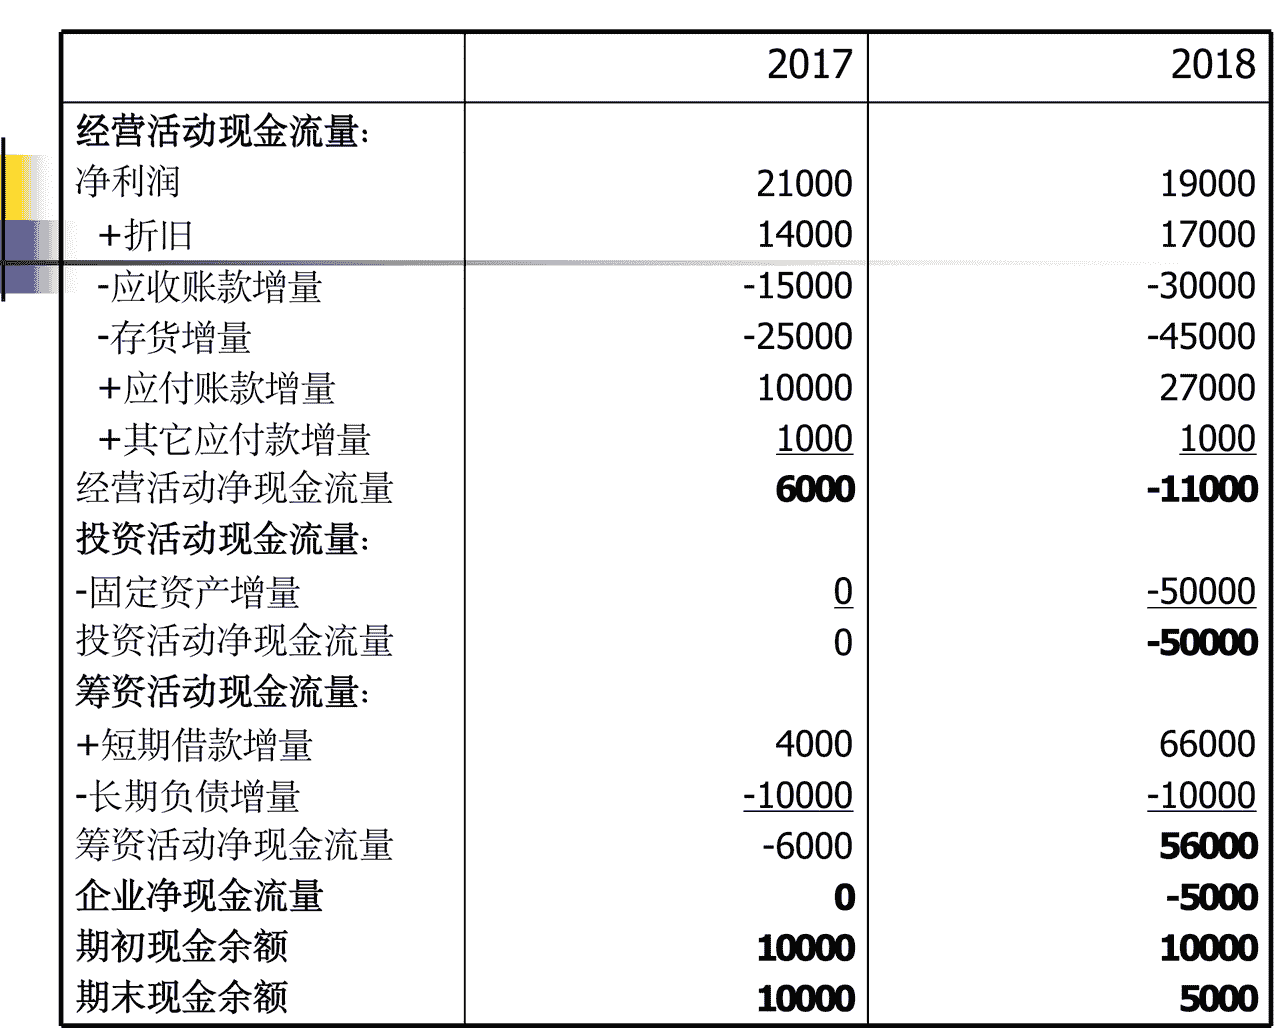 2017 2018
经营活动现金流量：
净利润 21000 19000
+折旧 14000 17000
-应收账款增量 -15000 -30000
-存货增量 -25000 -45000
+应付账款增量 10000 27000
+其它应付款增量 1000 1000
经营活动净现金流量 6000 -11000
投资活动现金流量：
-固定资产增量 0 -50000
投资活动净现金流量 0 -50000
筹资活动现金流量：
+短期借款增量 4000 66000
-长期负债增量 -10000 -10000
筹资活动净现金流量 -6000 56000
企业净现金流量 0 -5000
期初现金余额 10000 10000
期末现金余额 10000 5000